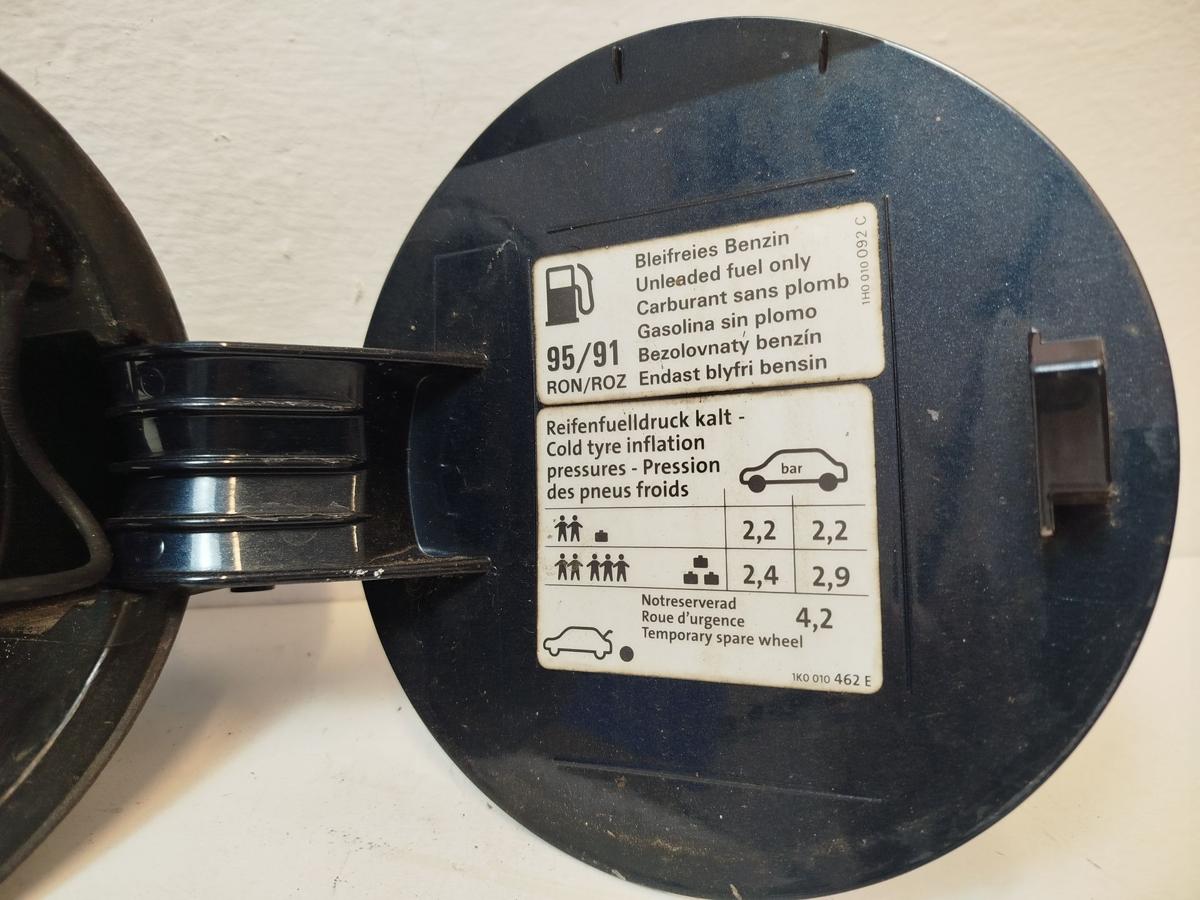 Bleifreies Benzin
Unleaded fuel only
Carburant sans plomb
Gasolina sin plomo
Bezolovnatý benzín
Endast blyfri bensin
95/91
RON/ROZ
1H0 010 092 C
Reifenfuelldruck kalt -
Cold tyre inflation
pressures - Pression
des pneus froids
bar
2,2 2,2
2,4 2,9
Notreserverad
Roue d'urgence
Temporary spare wheel
4,2
1K0 010 462 E